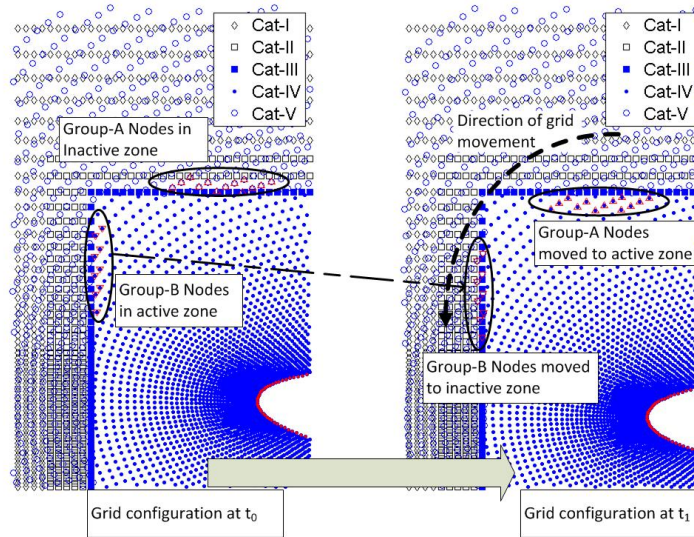 Cat-I
Cat-II
Cat-III
Cat-IV
Cat-V
Group-A Nodes in
Inactive zone
Group-B Nodes
in active zone
Grid configuration at t₀
Cat-I
Cat-II
Cat-III
Cat-IV
Cat-V
Direction of grid
movement
Group-A Nodes
moved to active zone
Group-B Nodes moved
to inactive zone
Grid configuration at t₁